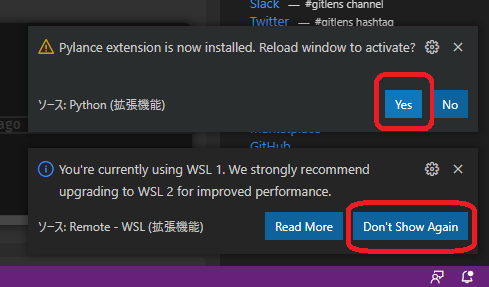 Slack — #gitlens channel
Twitter — #gitlens hashtag
Pylance extension is now installed. Reload window to activate?
ago
ソース: Python (拡張機能)
Yes
No
GitHub
You're currently using WSL 1. We strongly recommend
upgrading to WSL 2 for improved performance.
ソース: Remote - WSL (拡張機能)
Read More
Don't Show Again